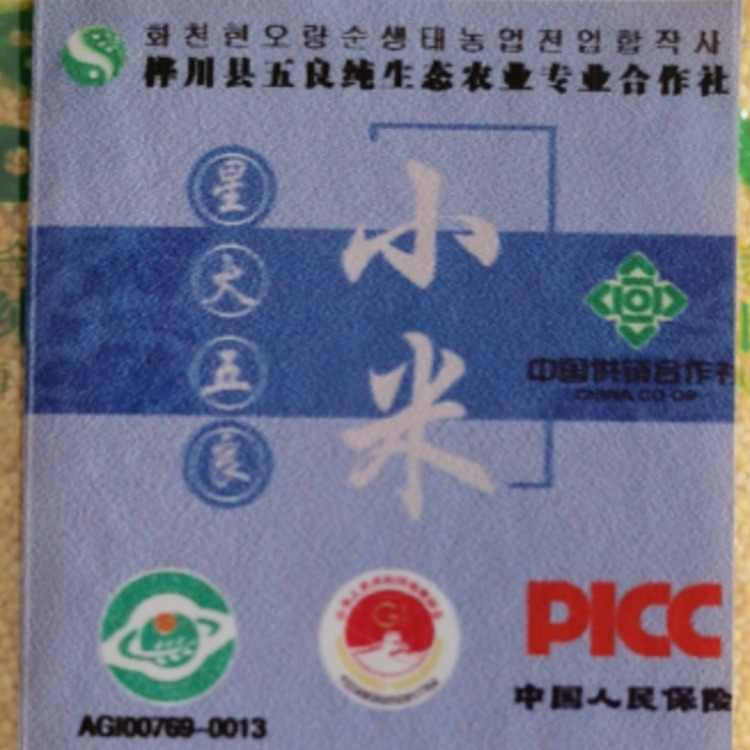 화천현오량순생태농업전업합작사
桦川县五良纯生态农业专业合作社
星
火
五
良
小
米
中国供销合作社
CHINA CO-OP
AGI00769-0013
GI
PICC
中国人民保险